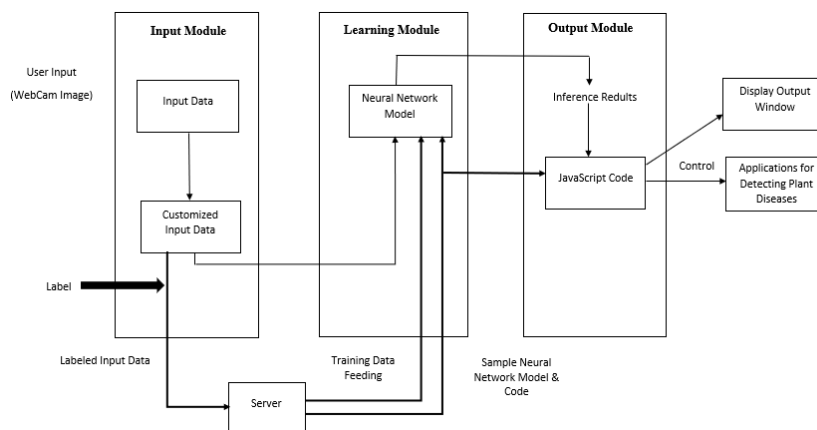 Input Module
Learning Module
Output Module
User Input
(WebCam Image)
Input Data
Neural Network
Model
Inference Redults
Display Output
Window
Customized
Input Data
JavaScript Code
Control
Applications for
Detecting Plant
Diseases
Label
Labeled Input Data
Training Data
Feeding
Sample Neural
Network Model &
Code
Server